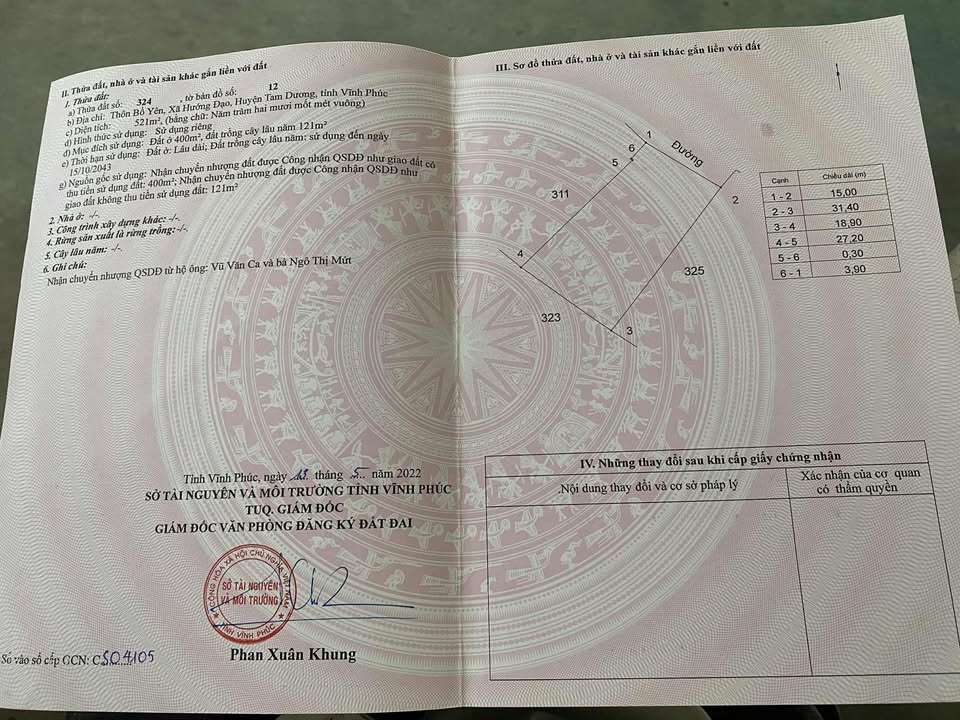 II. Thửa đất, nhà ở và tài sản khác gắn liền với đất
1. Thửa đất:
a) Thửa đất số: 324 , tờ bản đồ số: 12
b) Địa chỉ: Thôn Bồ Yên, Xã Hướng Đạo, Huyện Tam Dương, tỉnh Vĩnh Phúc
c) Diện tích: 521m², (bằng chữ: Năm trăm hai mươi mốt mét vuông)
d) Hình thức sử dụng: Sử dụng riêng
đ) Mục đích sử dụng: Đất ở 400m², đất trồng cây lâu năm 121m²
e) Thời hạn sử dụng: Đất ở: Lâu dài; Đất trồng cây lâu năm: sử dụng đến ngày
15/10/2043
g) Nguồn gốc sử dụng: Nhận chuyển nhượng đất được Công nhận QSDĐ như giao đất có
thu tiền sử dụng đất: 400m²; Nhận chuyển nhượng đất được Công nhận QSDĐ như
giao đất không thu tiền sử dụng đất: 121m²
2. Nhà ở: -/-.
3. Công trình xây dựng khác: -/-.
4. Rừng sản xuất là rừng trồng:-/-.
5. Cây lâu năm: -/-
6. Ghi chú:
Nhận chuyển nhượng QSDĐ từ hộ ông: Vũ Văn Ca và bà Ngô Thị Mứt
Tỉnh Vĩnh Phúc, ngày tháng 5 năm 2022
SỞ TÀI NGUYÊN VÀ MÔI TRƯỜNG TỈNH VĨNH PHÚC
TUQ. GIÁM ĐỐC
GIÁM ĐỐC VĂN PHÒNG ĐĂNG KÝ ĐẤT ĐAI
CỘNG HÒA XÃ HỘI CHỦ NGHĨA VIỆT NAM
SỞ TÀI NGUYÊN
VÀ MÔI TRƯỜNG
TỈNH VĨNH PHÚC
Phan Xuân Khung
Số vào sổ cấp GCN: CS04105
III. Sơ đồ thửa đất, nhà ở và tài sản khác gắn liền với đất
1
6
Đường
5
311
2
4
325
323
3
Cạnh Chiều dài (m)
1 - 2 15,00
2 - 3 31,40
3 - 4 18,90
4 - 5 27,20
5 - 6 0,30
6 - 1 3,90
IV. Những thay đổi sau khi cấp giấy chứng nhận
.Nội dung thay đổi và cơ sở pháp lý
Xác nhận của cơ quan
có thẩm quyền